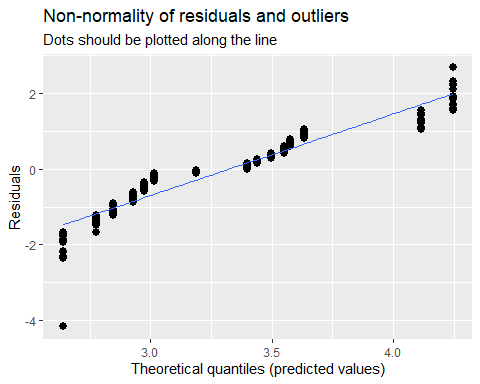 Non-normality of residuals and outliers
Dots should be plotted along the line
Residuals
2
0
-2
-4
3.0 3.5 4.0
Theoretical quantiles (predicted values)